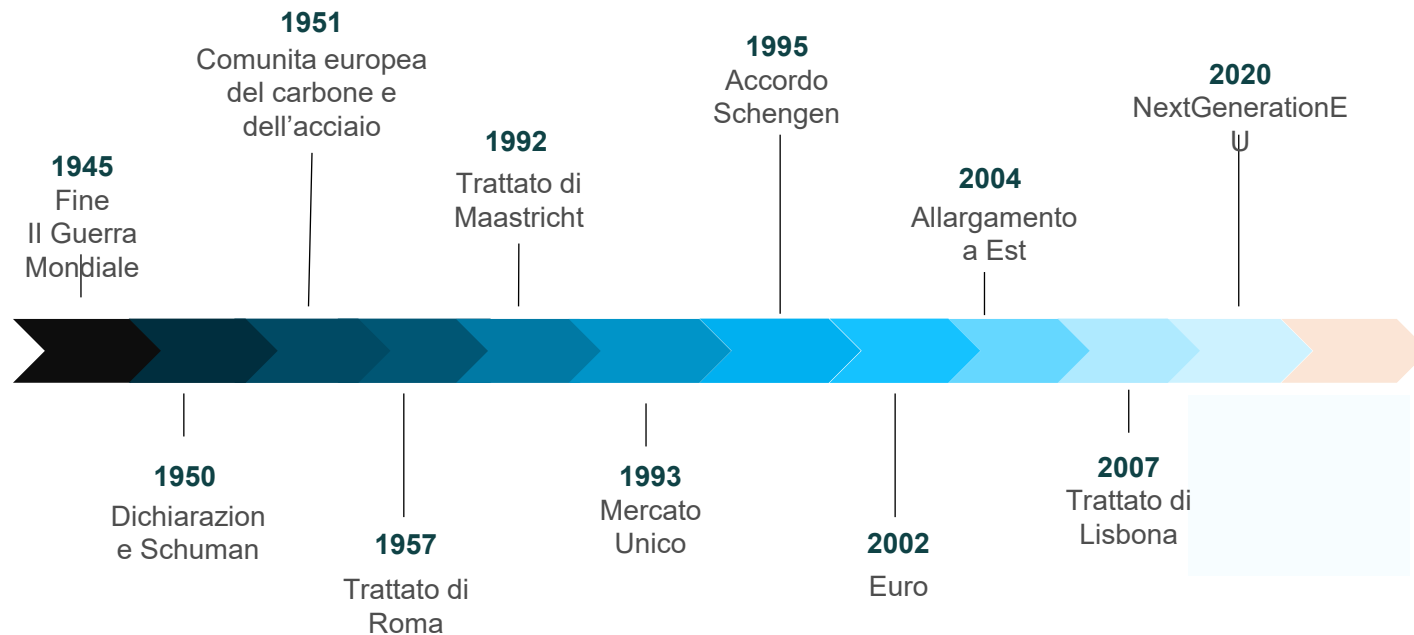 1945
Fine
II Guerra
Mondiale
1950
Dichiarazion
e Schuman
1951
Comunita europea
del carbone e
dell’acciaio
1957
Trattato di
Roma
1992
Trattato di
Maastricht
1993
Mercato
Unico
1995
Accordo
Schengen
2002
Euro
2004
Allargamento
a Est
2007
Trattato di
Lisbona
2020
NextGenerationE
U